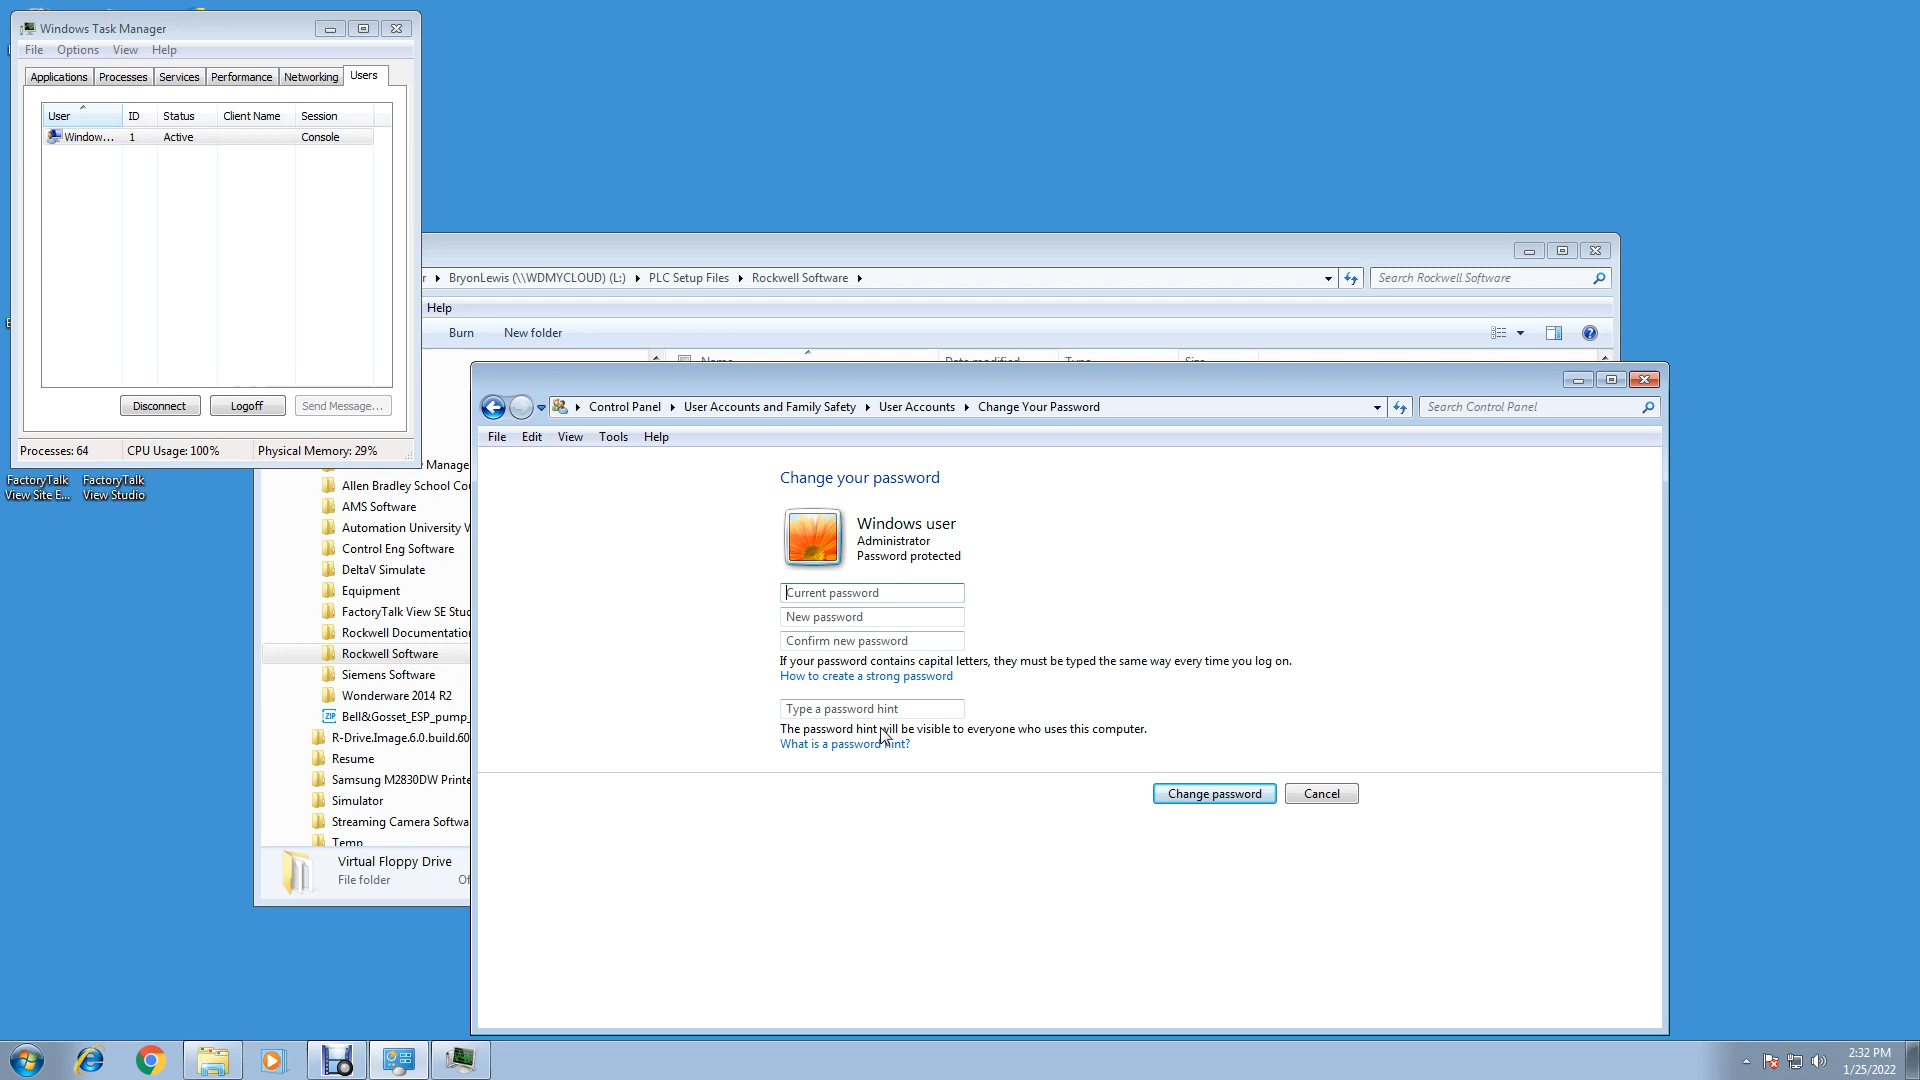 Windows Task Manager
File Options View Help
Applications Processes Services Performance Networking Users
User ID Status Client Name Session
Window... 1 Active Console
Disconnect Logoff Send Message...
Processes: 64 CPU Usage: 100% Physical Memory: 29%
FactoryTalk View Site E...
FactoryTalk View Studio
BryonLewis (\\WDMYCLOUD) (L:) PLC Setup Files Rockwell Software
Search Rockwell Software
Help
Burn New folder
Name Date modified Type Size
Allen Bradley School Cou
AMS Software
Automation University V
Control Eng Software
DeltaV Simulate
Equipment
FactoryTalk View SE Stud
Rockwell Documentation
Rockwell Software
Siemens Software
Wonderware 2014 R2
Bell&Gosset_ESP_pump_
R-Drive.Image.6.0.build.60
Resume
Samsung M2830DW Printe
Simulator
Streaming Camera Softwa
Temp
Virtual Floppy Drive
File folder
Control Panel User Accounts and Family Safety User Accounts Change Your Password
Search Control Panel
File Edit View Tools Help
Change your password
Windows user
Administrator
Password protected
Current password
New password
Confirm new password
If your password contains capital letters, they must be typed the same way every time you log on.
How to create a strong password
Type a password hint
The password hint will be visible to everyone who uses this computer.
What is a password hint?
Change password Cancel
2:32 PM
1/25/2022